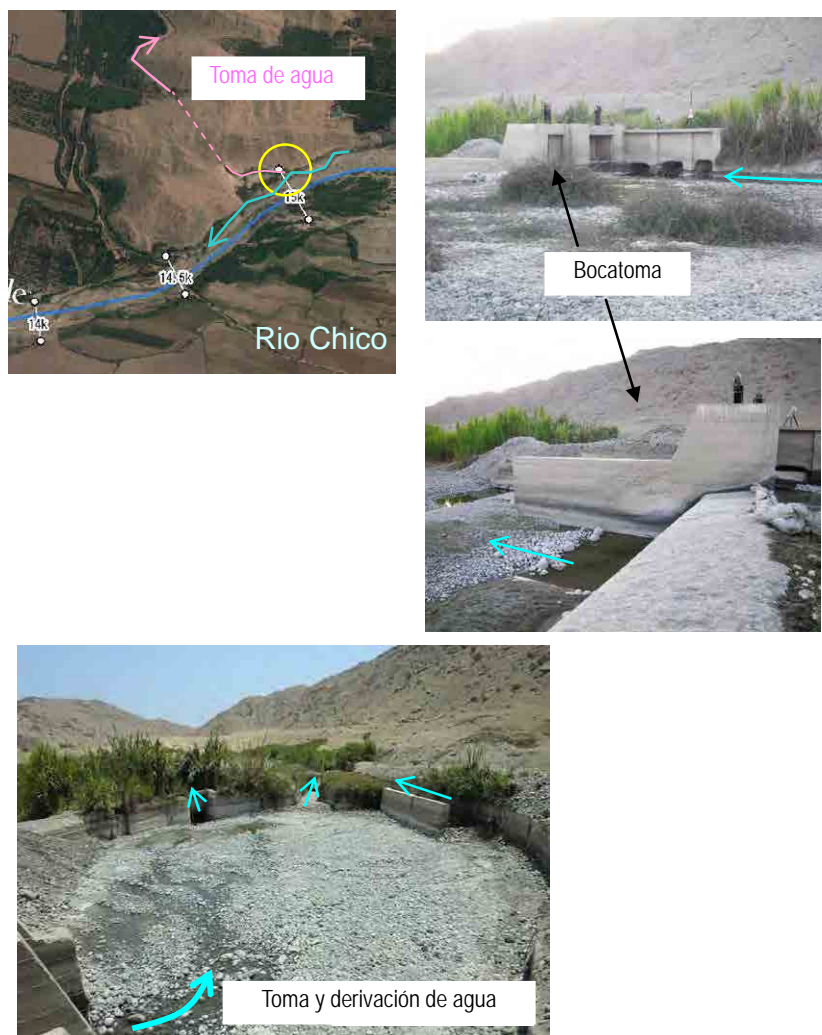 Toma de agua
15k
14.5k
14k
Rio Chico
Bocatoma
Toma y derivación de agua